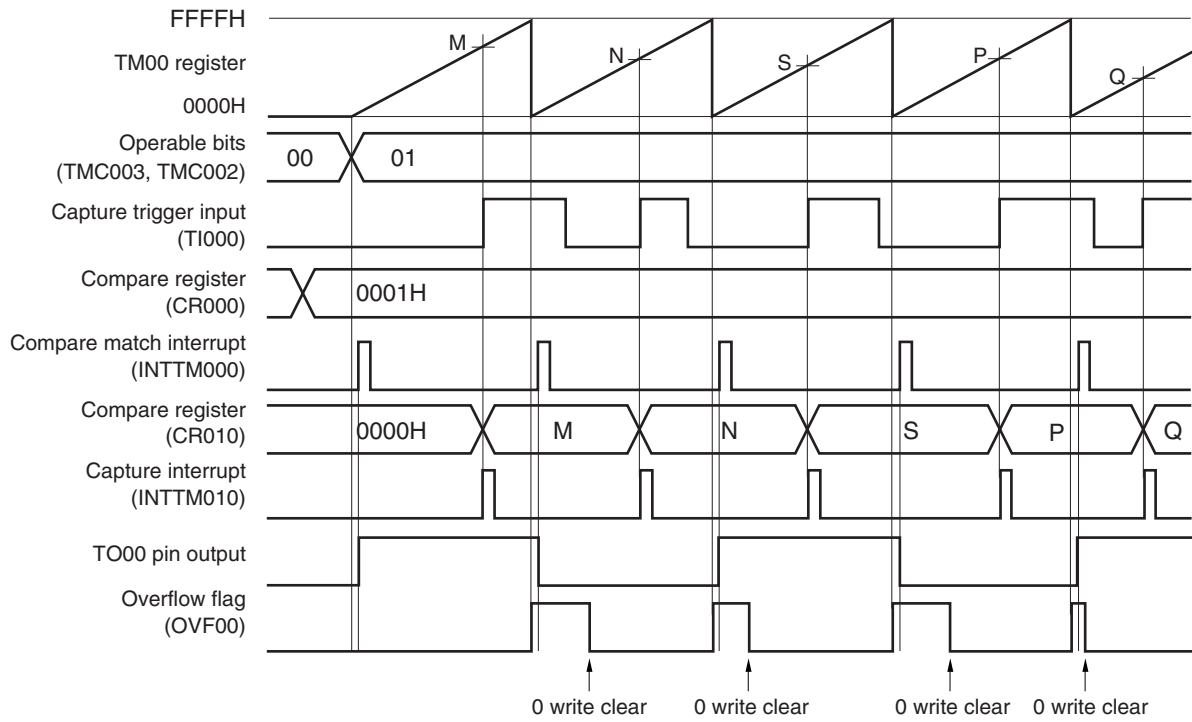 FFFFH
M
N
S
P
Q
TM00 register
0000H
Operable bits
(TMC003, TMC002)
00
01
Capture trigger input
(TI000)
Compare register
(CR000)
0001H
Compare match interrupt
(INTTM000)
Compare register
(CR010)
0000H
M
N
S
P
Q
Capture interrupt
(INTTM010)
TO00 pin output
Overflow flag
(OVF00)
0 write clear
0 write clear
0 write clear
0 write clear